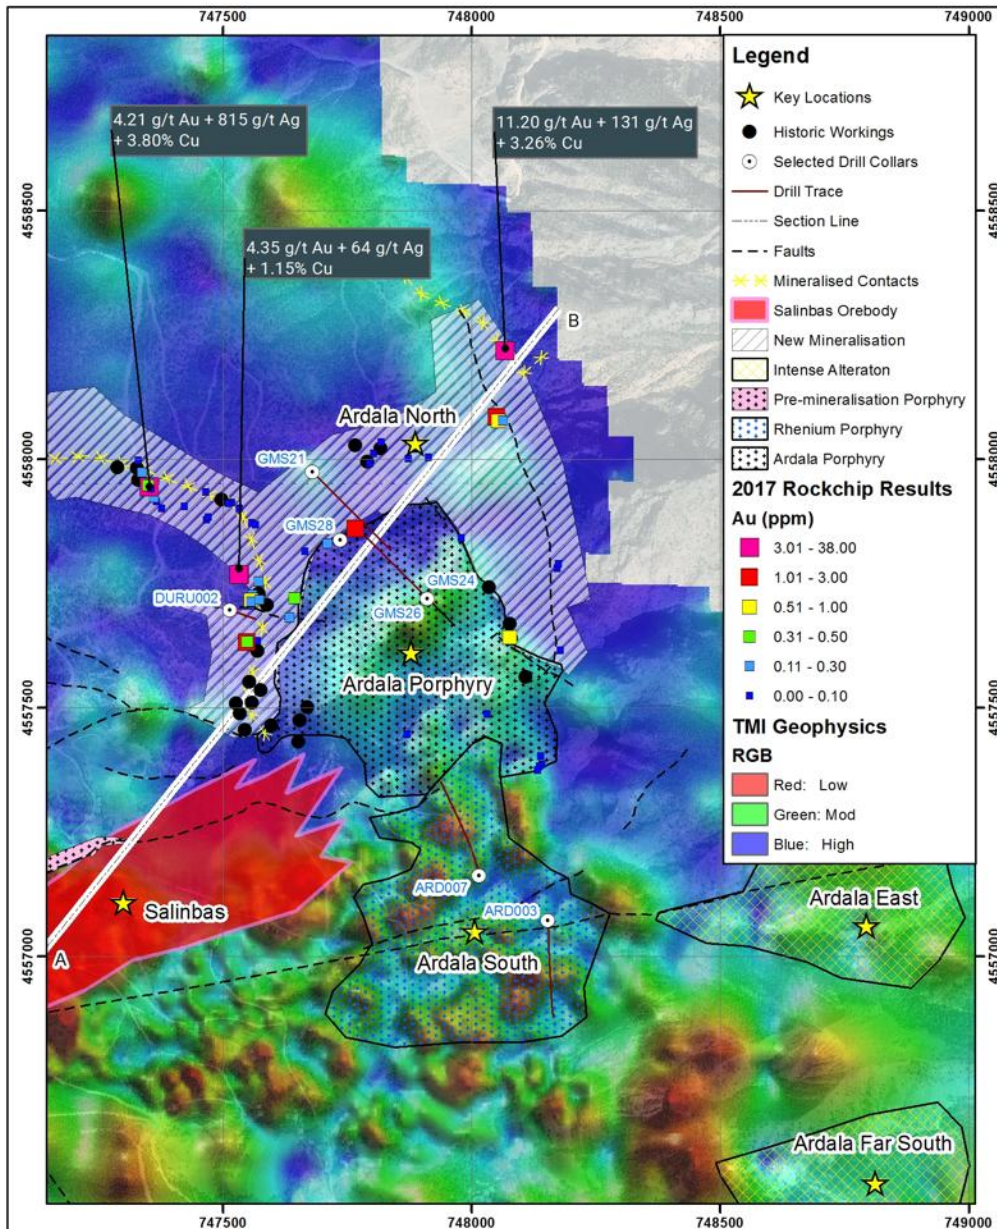 747500
748000
748500
749000
4558500
4558000
4557500
4557000
4558500
4558000
4557500
4557000
4.21 g/t Au + 815 g/t Ag
+ 3.80% Cu
11.20 g/t Au + 131 g/t Ag
+ 3.26% Cu
4.35 g/t Au + 64 g/t Ag
+ 1.15% Cu
B
Ardala North
GMS21
GMS28
GMS24
DURU002
GMS26
Ardala Porphyry
ARD007
ARD003
Salinbas
Ardala South
Ardala East
A
Ardala Far South
Legend
Key Locations
Historic Workings
Selected Drill Collars
Drill Trace
Section Line
Faults
Mineralised Contacts
Salinbas Orebody
New Mineralisation
Intense Alteraton
Pre-mineralisation Porphyry
Rhenium Porphyry
Ardala Porphyry
2017 Rockchip Results
Au (ppm)
3.01 - 38.00
1.01 - 3.00
0.51 - 1.00
0.31 - 0.50
0.11 - 0.30
0.00 - 0.10
TMI Geophysics
RGB
Red: Low
Green: Mod
Blue: High
747500
748000
748500
749000